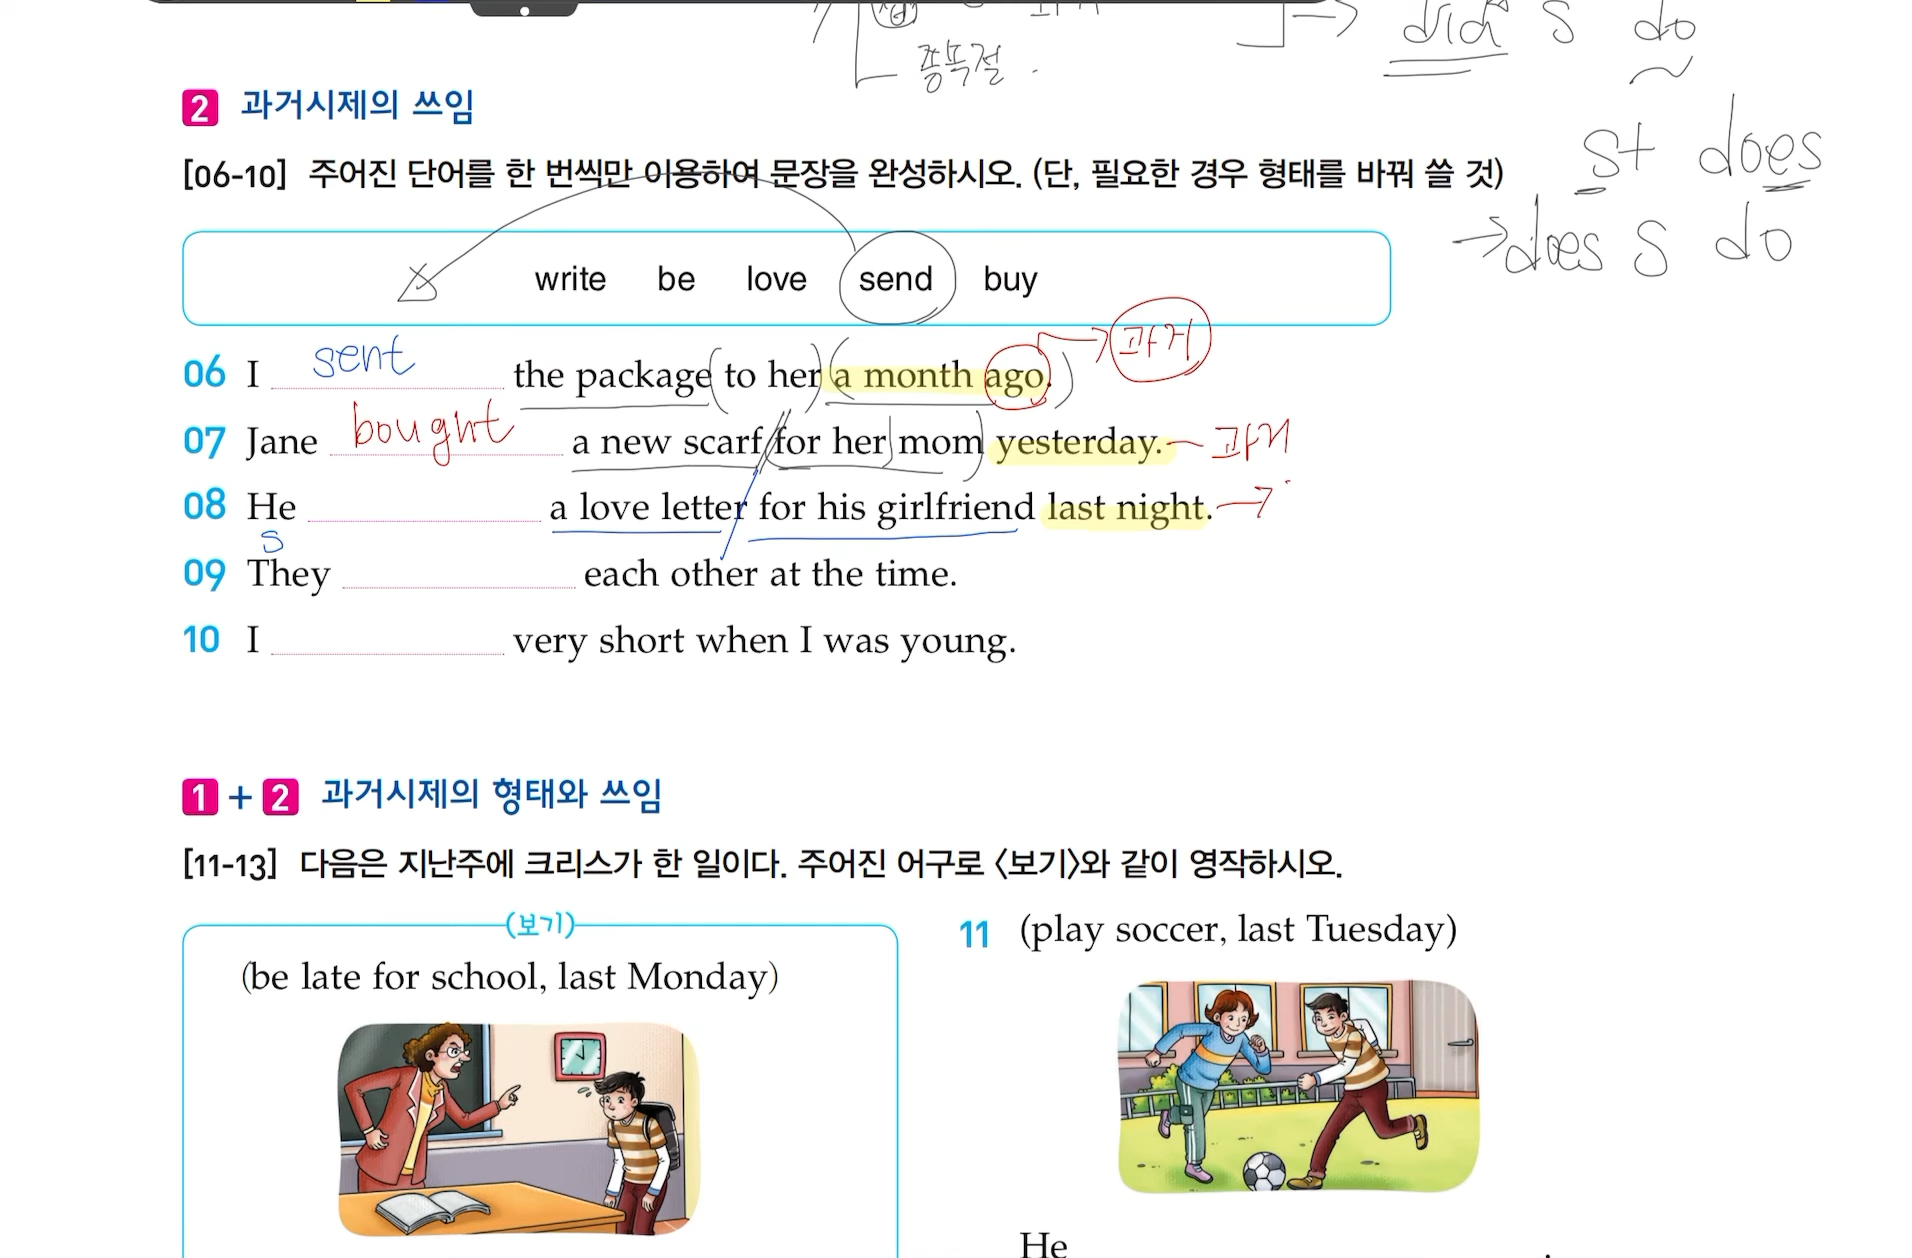 종속절.
→ did S do
2 과거시제의 쓰임
st does
[06-10] 주어진 단어를 한 번씩만 이용하여 문장을 완성하시오. (단, 필요한 경우 형태를 바꿔 쓸 것)
→does S do
write be love send buy
→과거
06 I sent the package (to her) (a month ago.)
07 Jane bought a new scarf (for her mom) yesterday. 과거
08 He a love letter for his girlfriend last night. →
S
09 They each other at the time.
10 I very short when I was young.
1 + 2 과거시제의 형태와 쓰임
[11-13] 다음은 지난주에 크리스가 한 일이다. 주어진 어구로 〈보기〉와 같이 영작하시오.
(보기)
(be late for school, last Monday)
11 (play soccer, last Tuesday)
He .